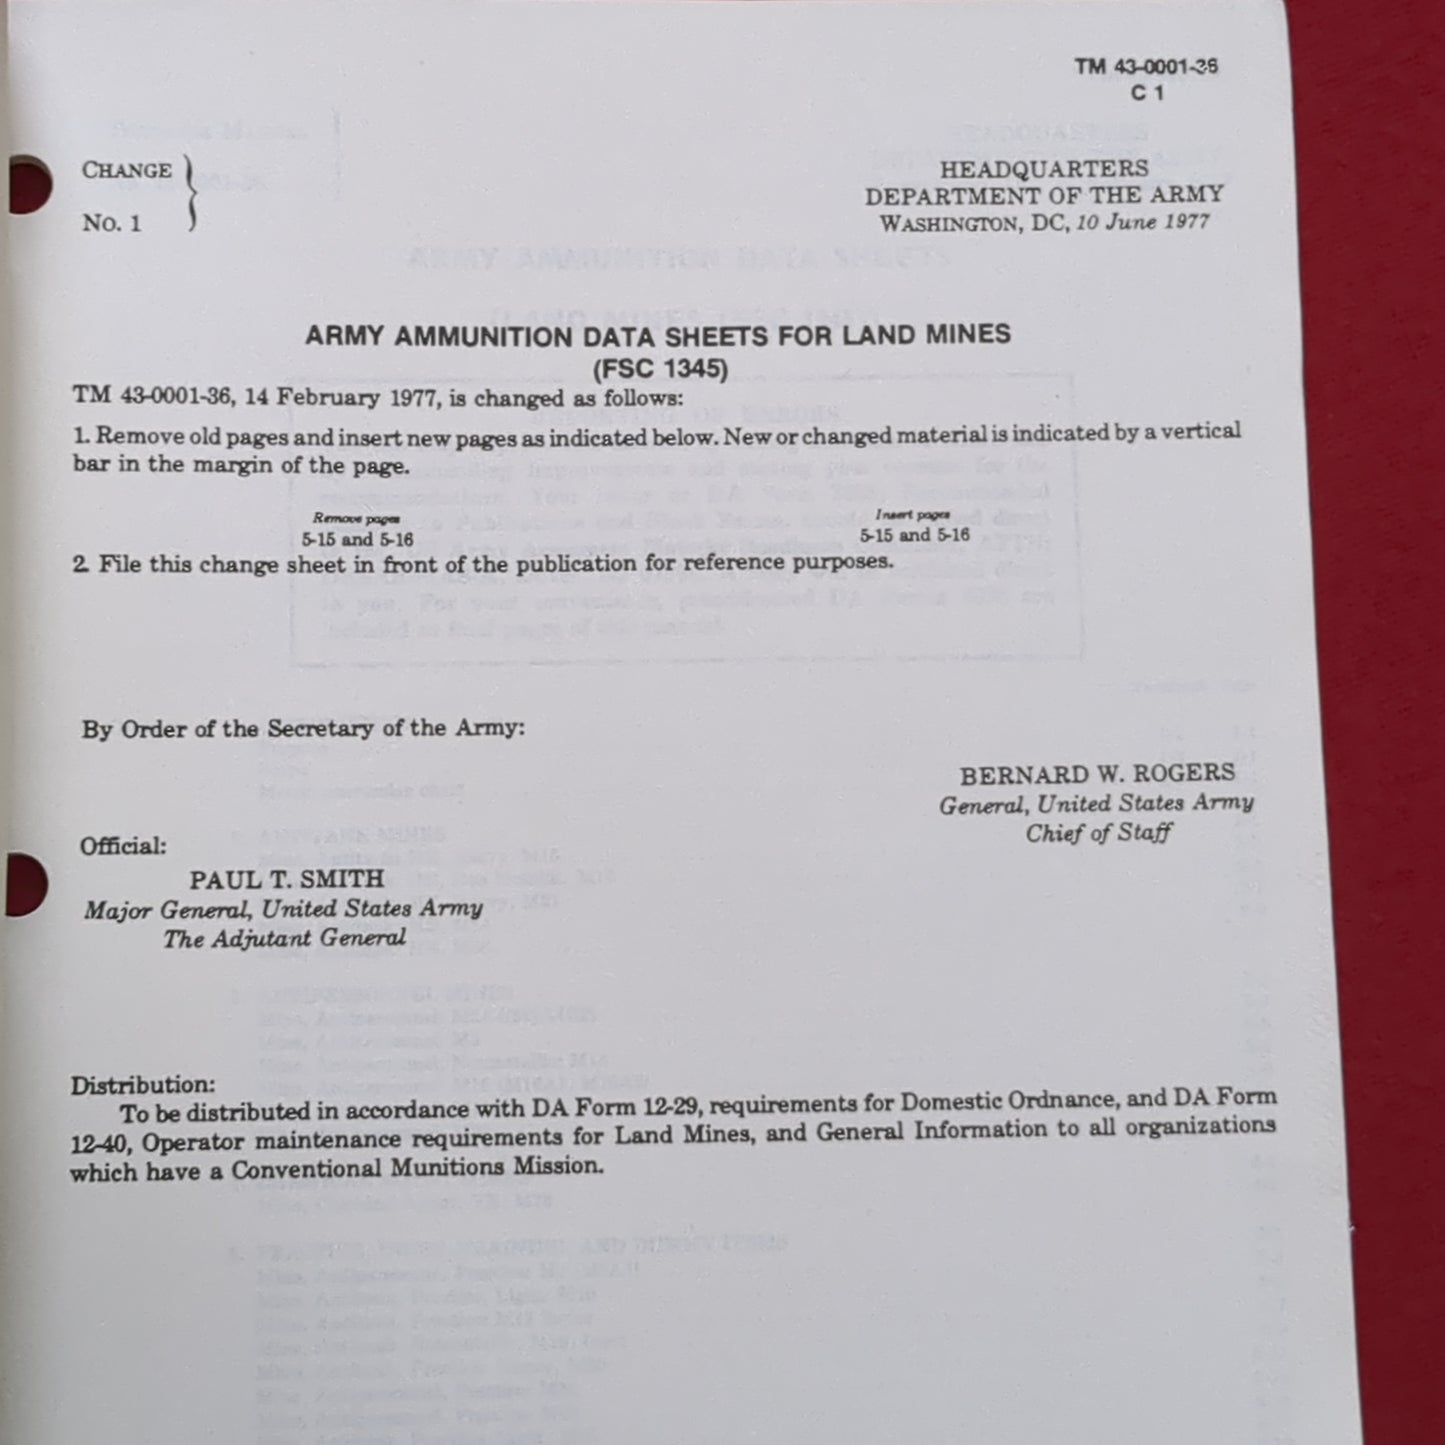 TM 43-0001-36
C 1
CHANGE
No. 1
HEADQUARTERS
DEPARTMENT OF THE ARMY
WASHINGTON, DC, 10 June 1977
ARMY AMMUNITION DATA SHEETS FOR LAND MINES
(FSC 1345)
TM 43-0001-36, 14 February 1977, is changed as follows:
1. Remove old pages and insert new pages as indicated below. New or changed material is indicated by a vertical
bar in the margin of the page.
Remove pages
5-15 and 5-16
Insert pages
5-15 and 5-16
2 File this change sheet in front of the publication for reference purposes.
By Order of the Secretary of the Army:
BERNARD W. ROGERS
General, United States Army
Chief of Staff
Official:
PAUL T. SMITH
Major General, United States Army
The Adjutant General
Distribution:
To be distributed in accordance with DA Form 12-29, requirements for Domestic Ordnance, and DA Form
12-40, Operator maintenance requirements for Land Mines, and General Information to all organizations
which have a Conventional Munitions Mission.